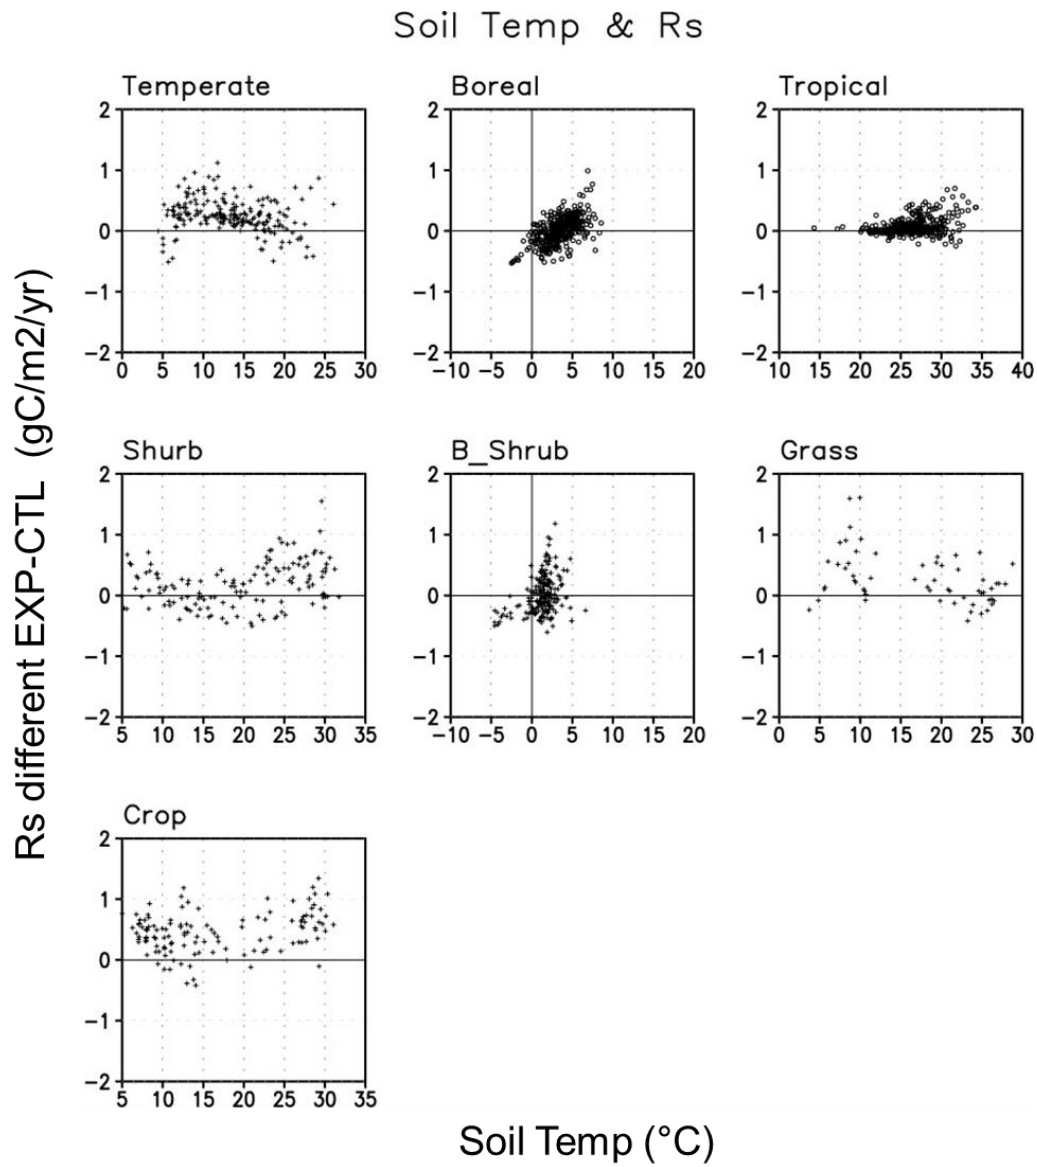 Soil Temp & Rs
Temperate
Boreal
Tropical
2
1
0
−1
−2
0 5 10 15 20 25 30
2
1
0
−1
−2
−10 −5 0 5 10 15 20
2
1
0
−1
−2
10 15 20 25 30 35 40
Rs different EXP-CTL (gC/m2/yr)
Shurb
B_Shrub
Grass
2
1
0
−1
−2
5 10 15 20 25 30 35
2
1
0
−1
−2
−10 −5 0 5 10 15 20
2
1
0
−1
−2
0 5 10 15 20 25 30
Crop
2
1
0
−1
−2
5 10 15 20 25 30 35
Soil Temp (°C)